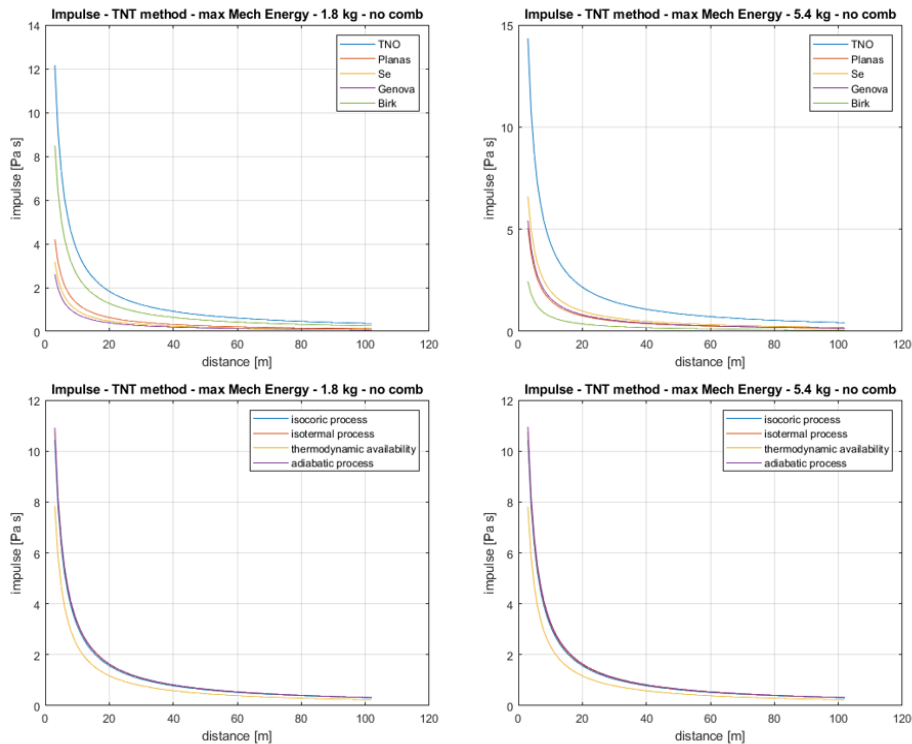 Impulse - TNT method - max Mech Energy - 1.8 kg - no comb
14
12
10
8
6
4
2
0
impulse [Pa s]
TNO
Planas
Se
Genova
Birk
0 20 40 60 80 100 120
distance [m]
Impulse - TNT method - max Mech Energy - 5.4 kg - no comb
15
10
5
0
impulse [Pa s]
TNO
Planas
Se
Genova
Birk
0 20 40 60 80 100 120
distance [m]
Impulse - TNT method - max Mech Energy - 1.8 kg - no comb
12
10
8
6
4
2
0
impulse [Pa s]
isocoric process
isotermal process
thermodynamic availability
adiabatic process
0 20 40 60 80 100 120
distance [m]
Impulse - TNT method - max Mech Energy - 5.4 kg - no comb
12
10
8
6
4
2
0
impulse [Pa s]
isocoric process
isotermal process
thermodynamic availability
adiabatic process
0 20 40 60 80 100 120
distance [m]